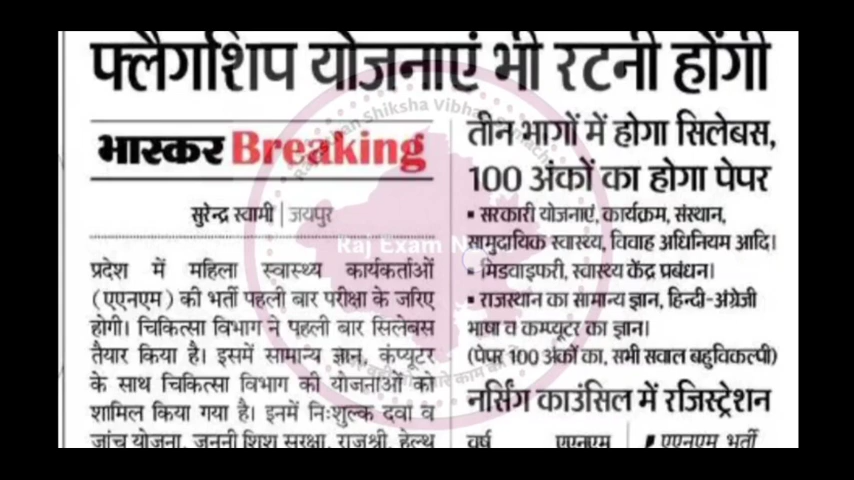 फ्लैगशिप योजनाएं भी रटनी होंगी
भास्कर Breaking
सुरेन्द्र स्वामी | जयपुर
प्रदेश में महिला स्वास्थ्य कार्यकर्ताओं
(एएनएम) की भर्ती पहली बार परीक्षा के जरिए
होगी। चिकित्सा विभाग ने पहली बार सिलेबस
तैयार किया है। इसमें सामान्य ज्ञान, कंप्यूटर
के साथ चिकित्सा विभाग की योजनाओं को
शामिल किया गया है। इनमें निःशुल्क दवा व
जांच योजना, जननी शिशु सुरक्षा, राजश्री, हेल्थ
तीन भागों में होगा सिलेबस,
100 अंकों का होगा पेपर
▪ सरकारी योजनाएं, कार्यक्रम, संस्थान,
सामुदायिक स्वास्थ्य, विवाह अधिनियम आदि।
▪ मिडवाइफरी, स्वास्थ्य केंद्र प्रबंधन।
▪ राजस्थान का सामान्य ज्ञान, हिन्दी-अंग्रेजी
भाषा व कम्प्यूटर का ज्ञान।
(पेपर 100 अंकों का, सभी सवाल बहुविकल्पी)
नर्सिंग काउंसिल में रजिस्ट्रेशन
वर्ष एएनएम
▪ एएनएम भर्ती
Raj Exam